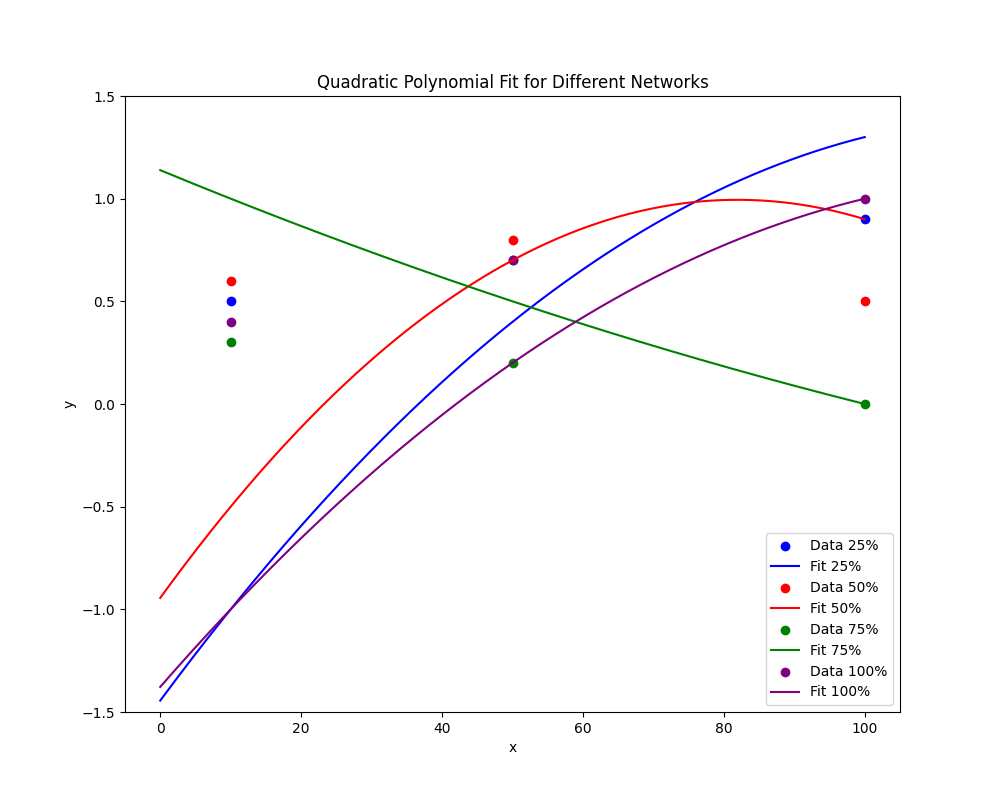 Quadratic Polynomial Fit for Different Networks
1.5
1.0
0.5
0.0
−0.5
−1.0
−1.5
y
0 20 40 60 80 100
x
Data 25%
Fit 25%
Data 50%
Fit 50%
Data 75%
Fit 75%
Data 100%
Fit 100%